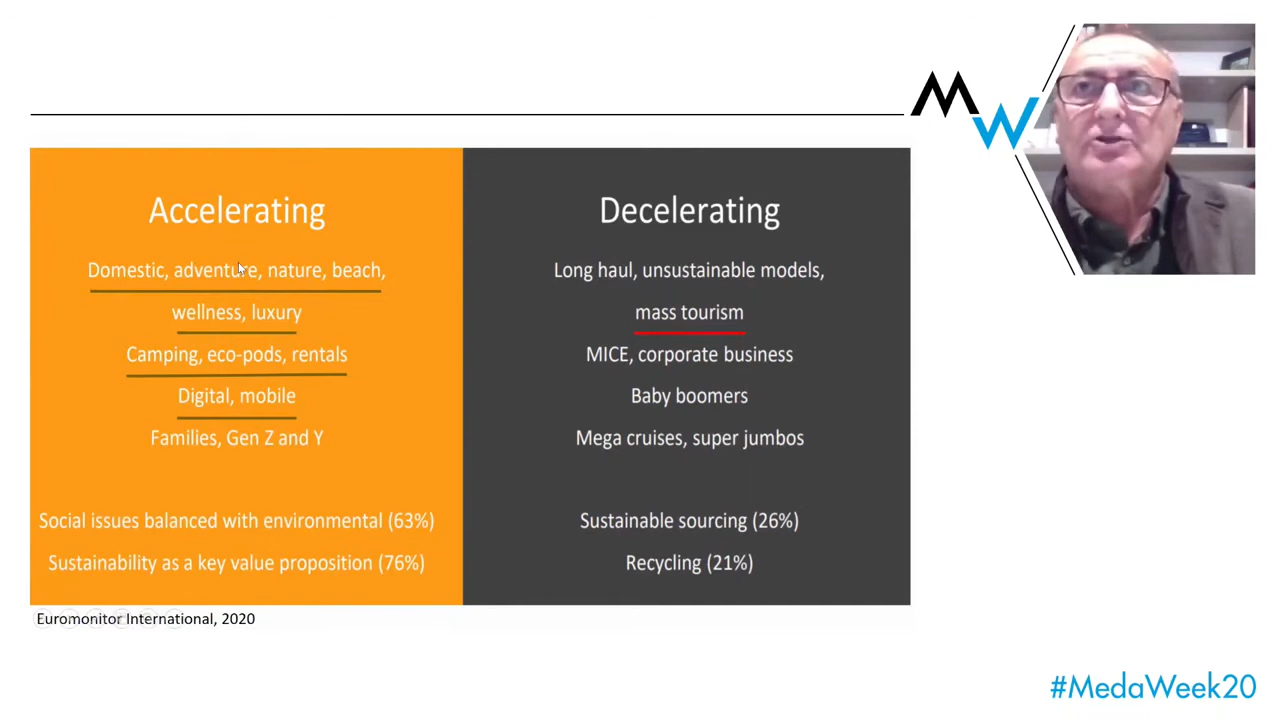 MW
Accelerating
Domestic, adventure, nature, beach,
wellness, luxury
Camping, eco-pods, rentals
Digital, mobile
Families, Gen Z and Y
Social issues balanced with environmental (63%)
Sustainability as a key value proposition (76%)
Decelerating
Long haul, unsustainable models,
mass tourism
MICE, corporate business
Baby boomers
Mega cruises, super jumbos
Sustainable sourcing (26%)
Recycling (21%)
Euromonitor International, 2020
#MedaWeek20